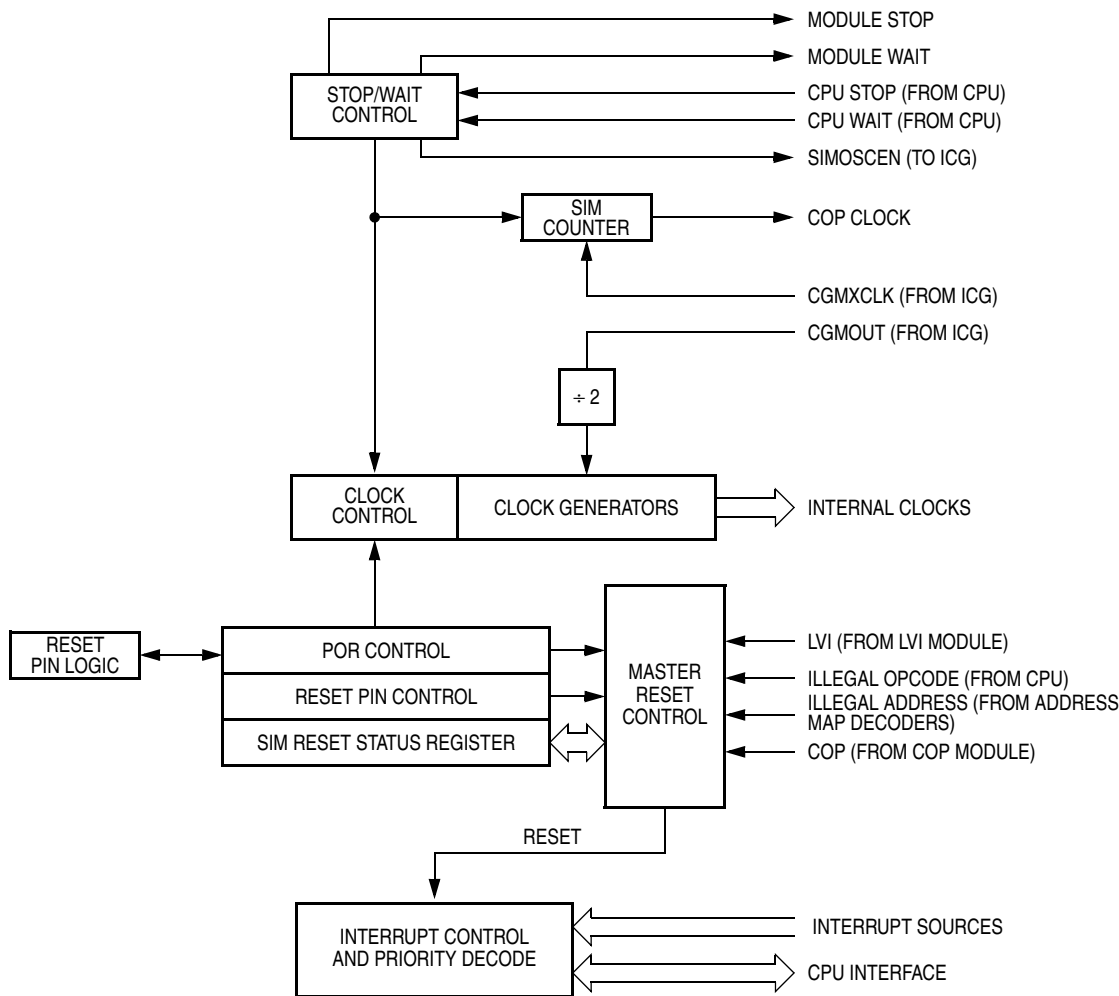 MODULE STOP
MODULE WAIT
STOP/WAIT
CONTROL
CPU STOP (FROM CPU)
CPU WAIT (FROM CPU)
SIMOSCEN (TO ICG)
SIM
COUNTER
COP CLOCK
CGMXCLK (FROM ICG)
CGMOUT (FROM ICG)
÷ 2
CLOCK
CONTROL
CLOCK GENERATORS
INTERNAL CLOCKS
RESET
PIN LOGIC
POR CONTROL
RESET PIN CONTROL
SIM RESET STATUS REGISTER
MASTER
RESET
CONTROL
LVI (FROM LVI MODULE)
ILLEGAL OPCODE (FROM CPU)
ILLEGAL ADDRESS (FROM ADDRESS
MAP DECODERS)
COP (FROM COP MODULE)
RESET
INTERRUPT CONTROL
AND PRIORITY DECODE
INTERRUPT SOURCES
CPU INTERFACE